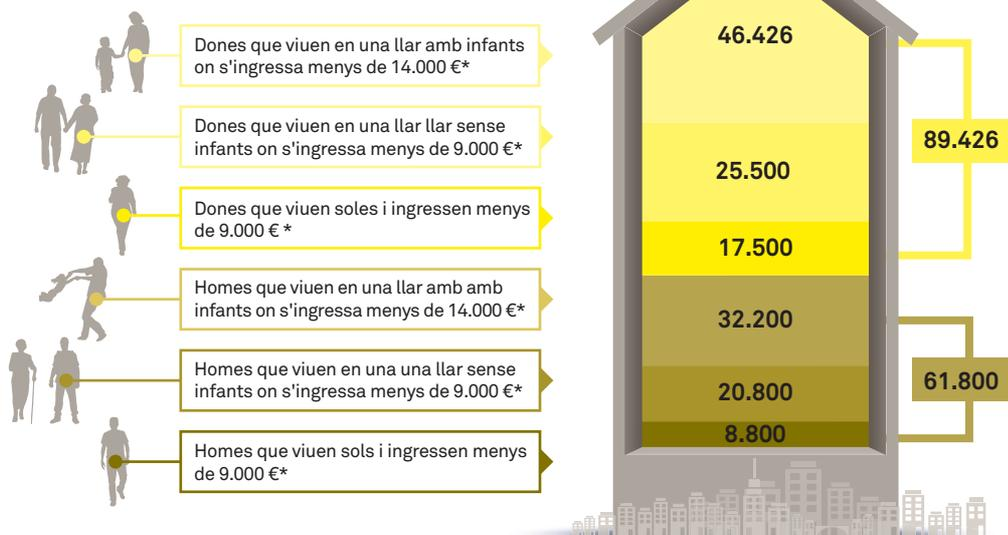 Dones que viuen en una llar amb infants
on s'ingressa menys de 14.000 €*
Dones que viuen en una llar llar sense
infants on s'ingressa menys de 9.000 €*
Dones que viuen soles i ingressen menys
de 9.000 € *
Homes que viuen en una llar amb amb
infants on s'ingressa menys de 14.000 €*
Homes que viuen en una una llar sense
infants on s'ingressa menys de 9.000 €*
Homes que viuen sols i ingressen menys
de 9.000 €*
46.426
25.500
17.500
32.200
20.800
8.800
89.426
61.800